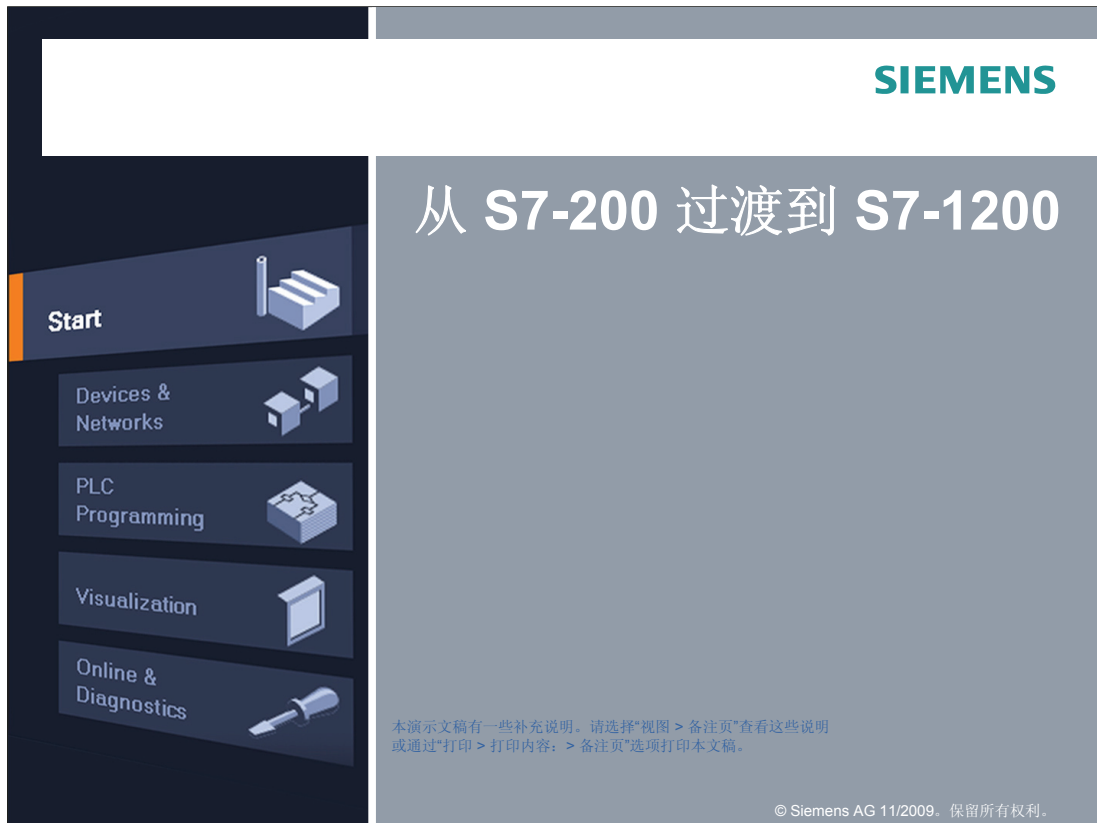 SIEMENS
从 S7-200 过渡到 S7-1200
Start
Devices &
Networks
PLC
Programming
Visualization
Online &
Diagnostics
本演示文稿有一些补充说明。请选择“视图 > 备注页”查看这些说明
或通过“打印 > 打印内容：> 备注页”选项打印本文稿。
© Siemens AG 11/2009。保留所有权利。